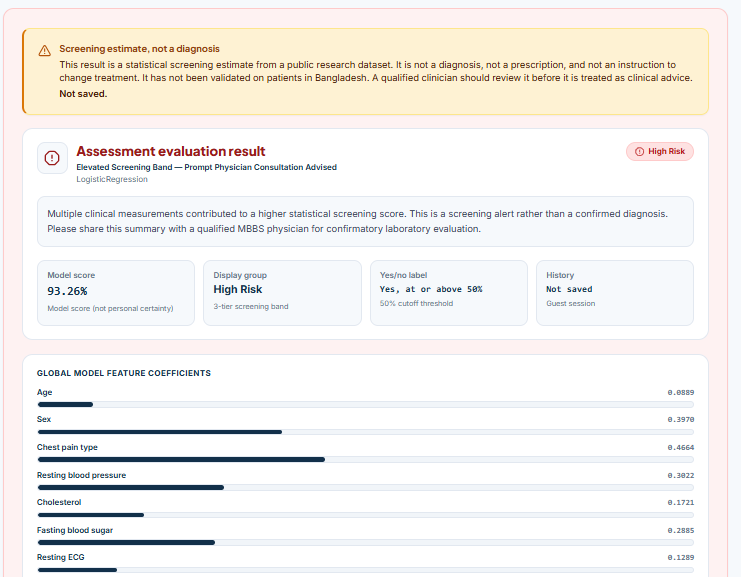 Screening estimate, not a diagnosis
This result is a statistical screening estimate from a public research dataset. It is not a diagnosis, not a prescription, and not an instruction to
change treatment. It has not been validated on patients in Bangladesh. A qualified clinician should review it before it is treated as clinical advice.
Not saved.
Assessment evaluation result
High Risk
Elevated Screening Band — Prompt Physician Consultation Advised
LogisticRegression
Multiple clinical measurements contributed to a higher statistical screening score. This is a screening alert rather than a confirmed diagnosis.
Please share this summary with a qualified MBBS physician for confirmatory laboratory evaluation.
Model score
93.26%
Model score (not personal certainty)
Display group
High Risk
3-tier screening band
Yes/no label
Yes, at or above 50%
50% cutoff threshold
History
Not saved
Guest session
GLOBAL MODEL FEATURE COEFFICIENTS
Age 0.0889
Sex 0.3970
Chest pain type 0.4664
Resting blood pressure 0.3022
Cholesterol 0.1721
Fasting blood sugar 0.2885
Resting ECG 0.1289